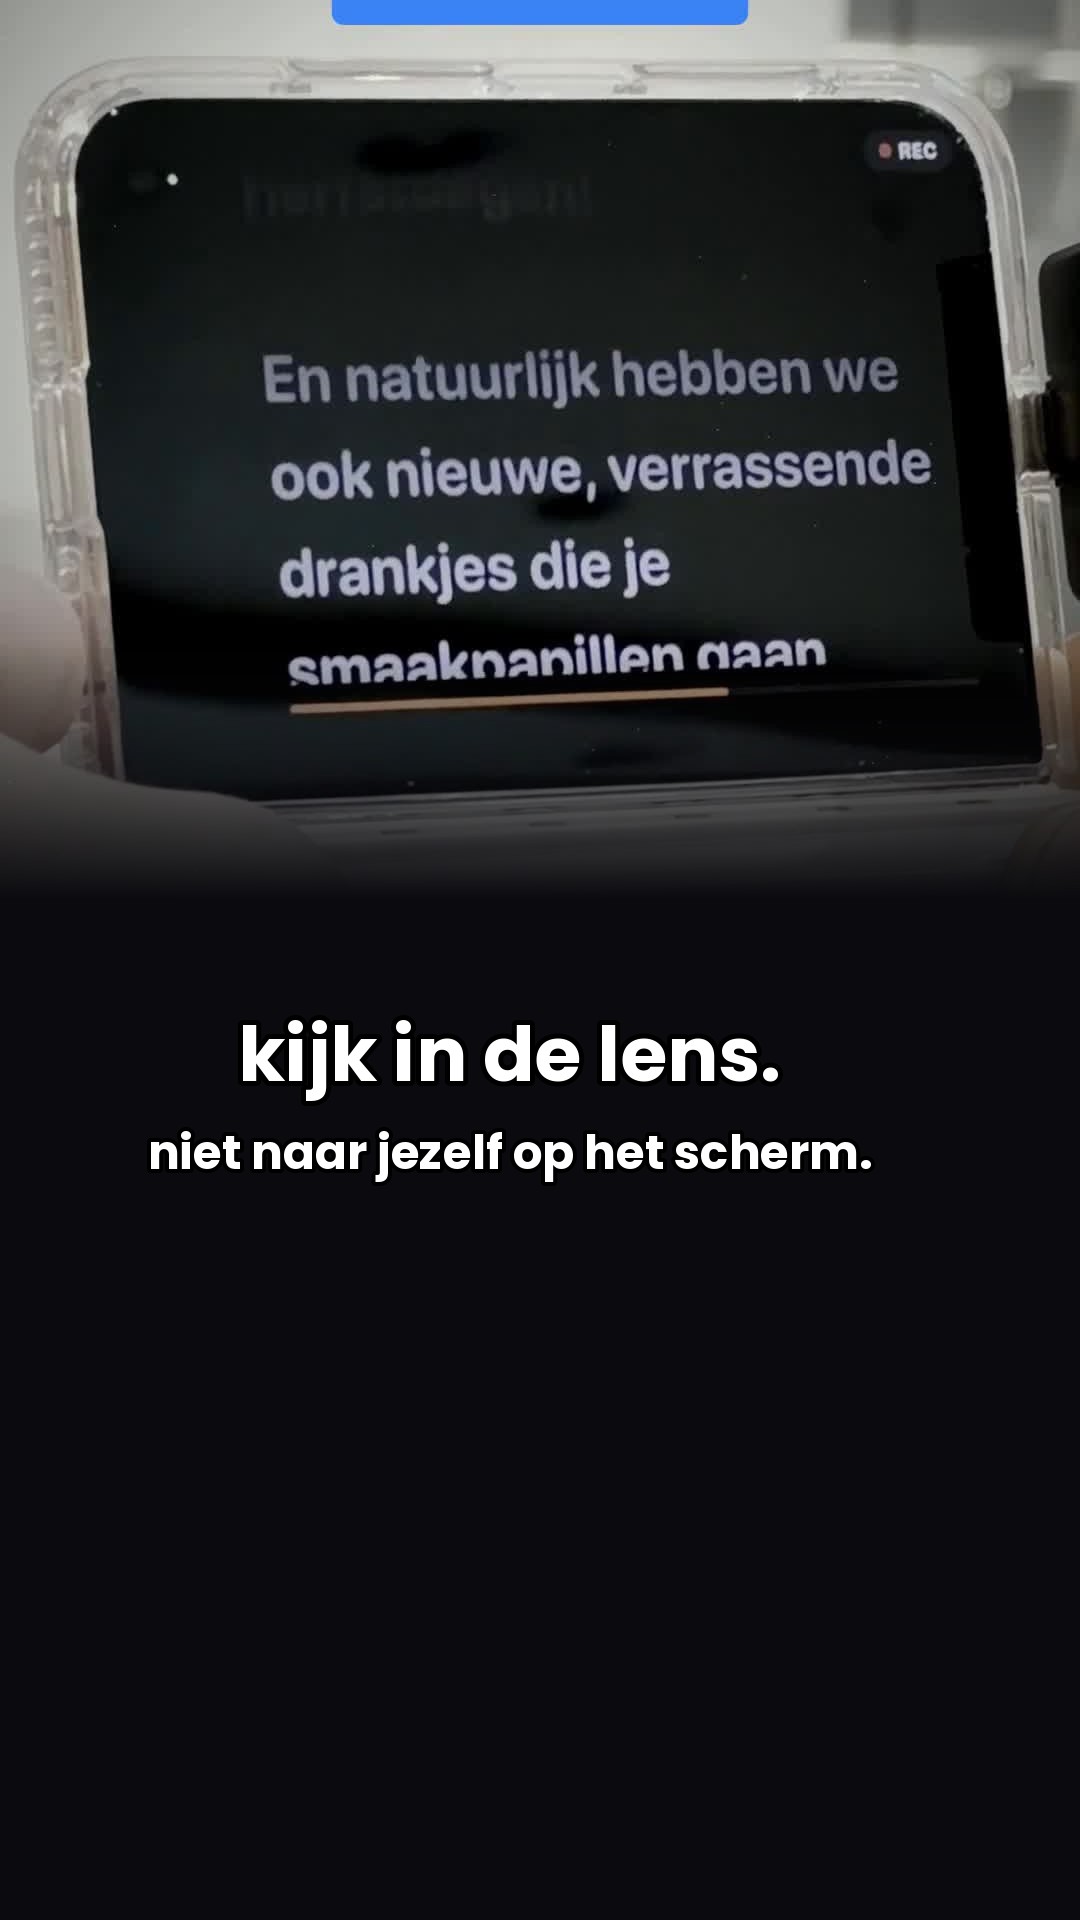 REC
En natuurlijk hebben we
ook nieuwe, verrassende
drankjes die je
smaakpapillen gaan
kijk in de lens.
niet naar jezelf op het scherm.